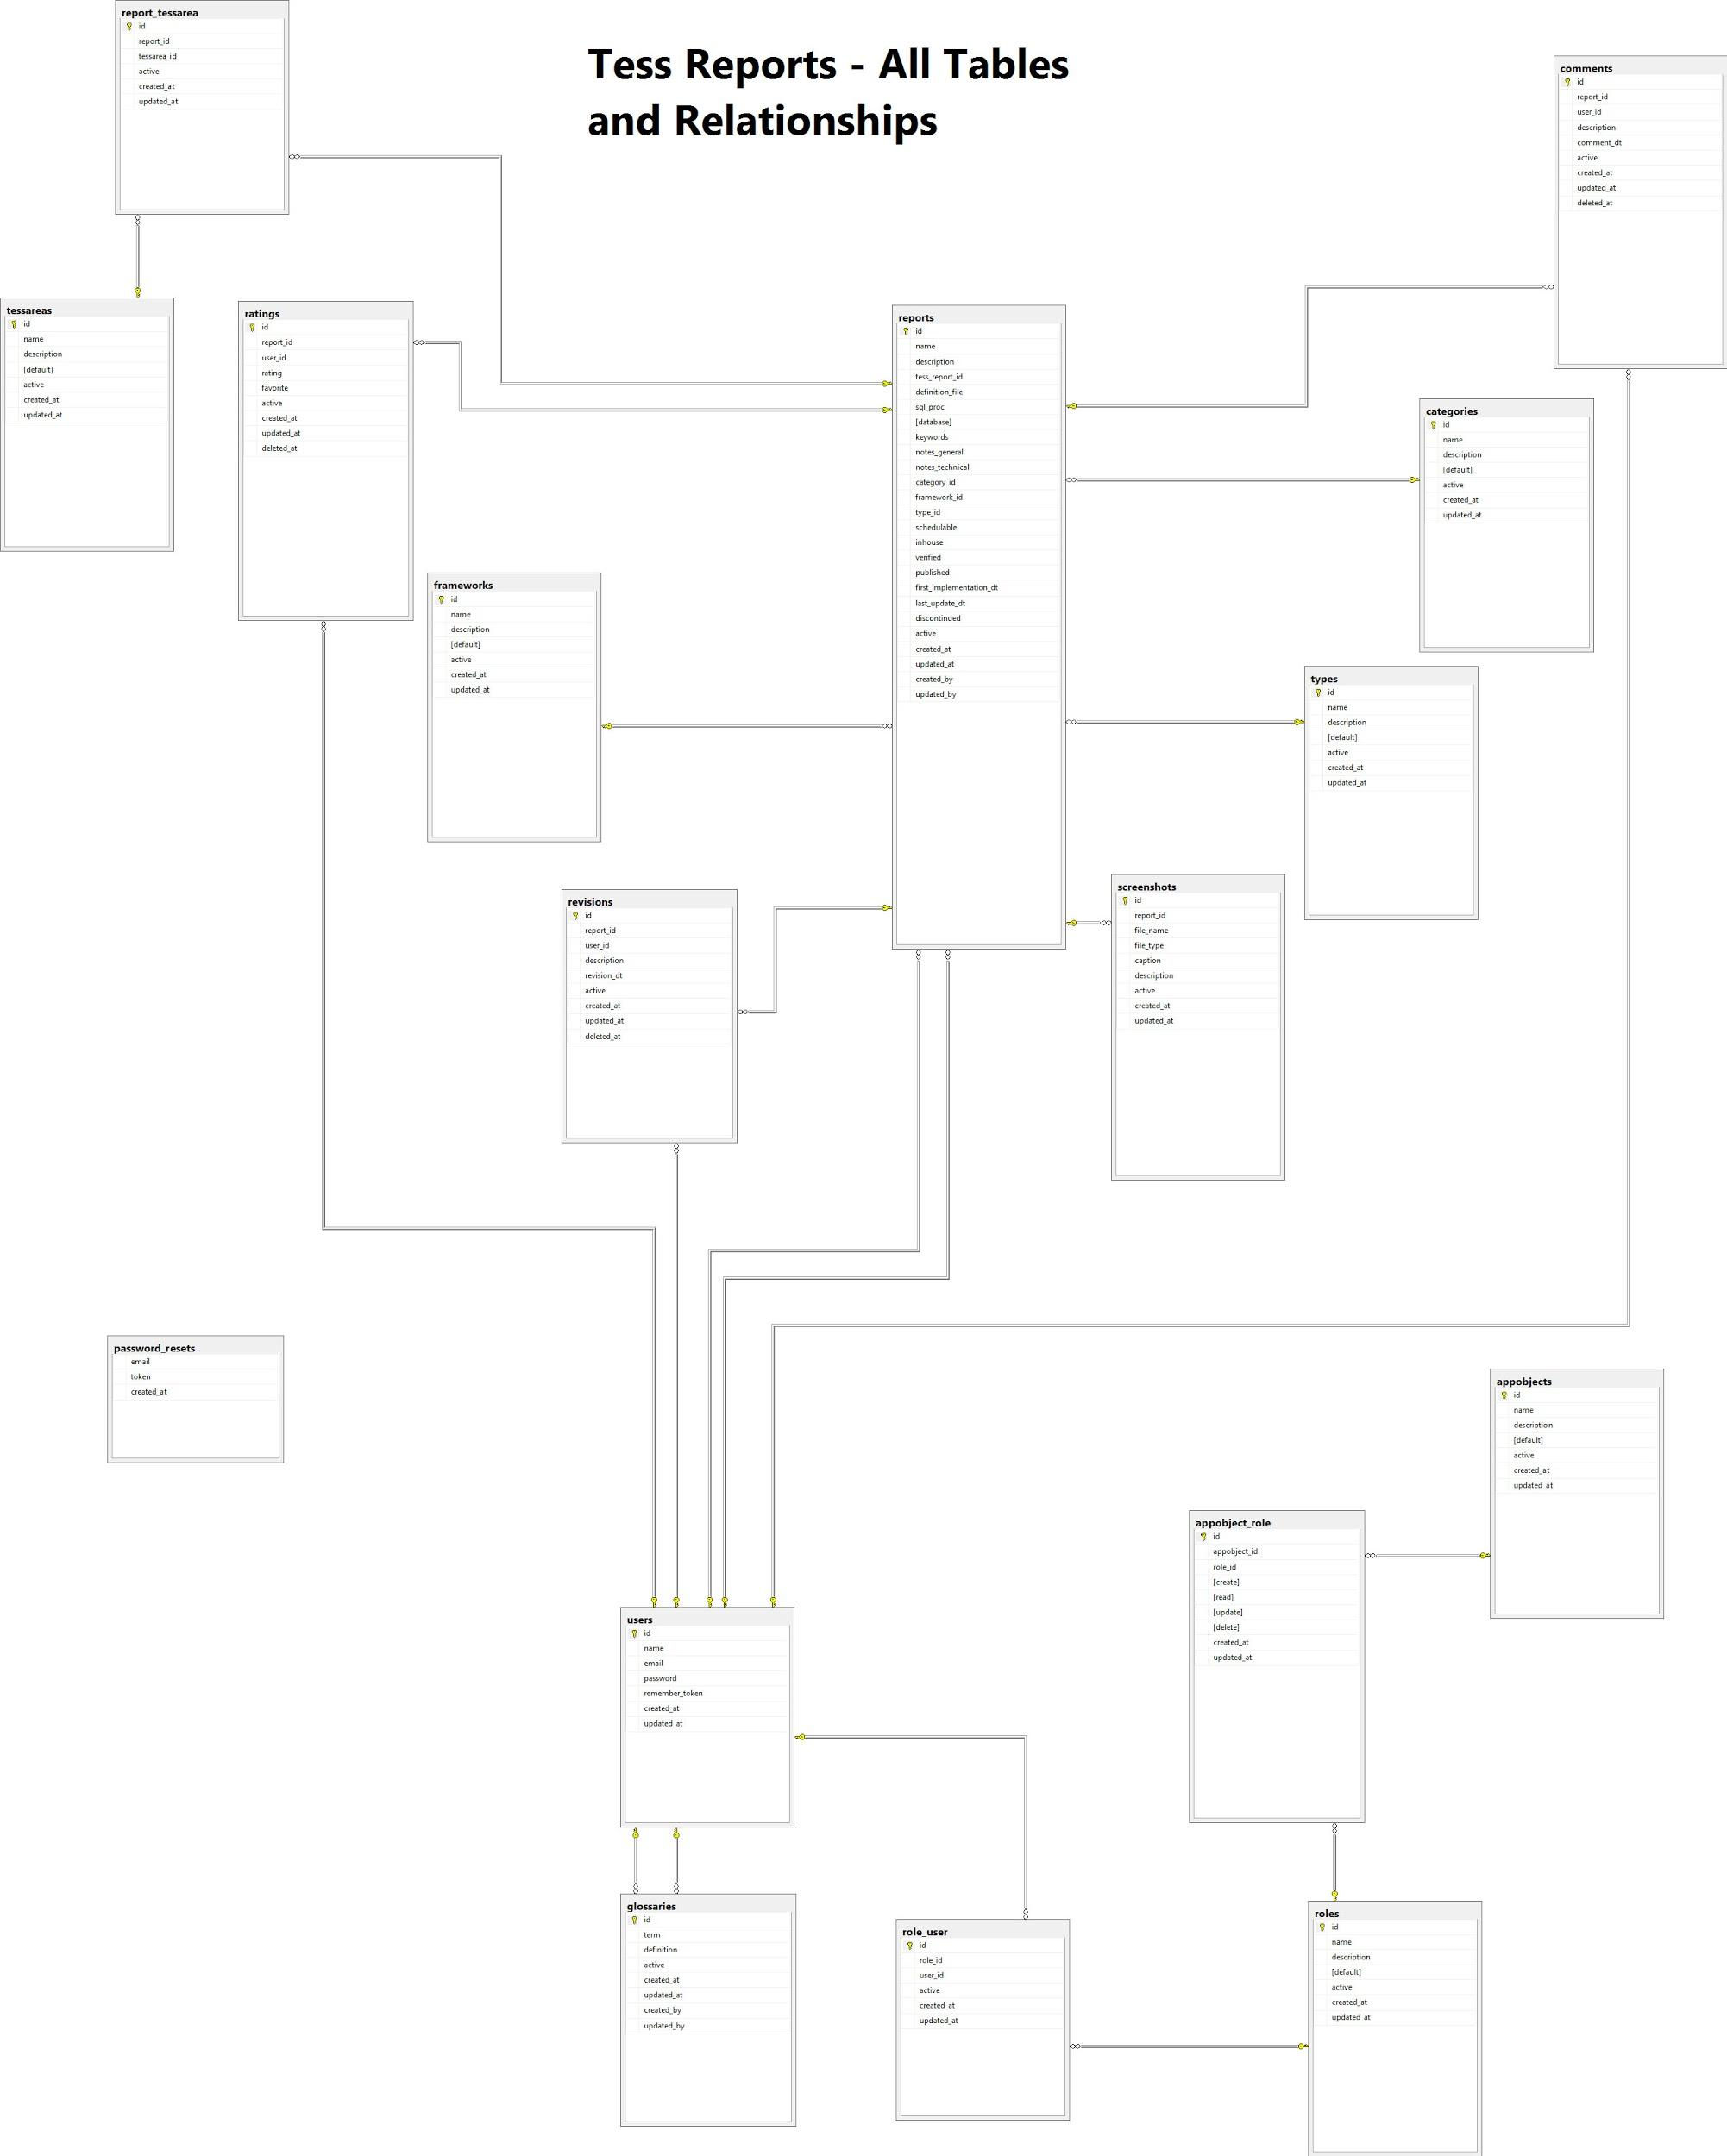 Tess Reports - All Tables
and Relationships
report_tessarea
id
report_id
tessarea_id
active
created_at
updated_at
comments
id
report_id
user_id
description
comment_dt
active
created_at
updated_at
deleted_at
tessareas
id
name
description
[default]
active
created_at
updated_at
ratings
id
report_id
user_id
rating
favorite
active
created_at
updated_at
deleted_at
reports
id
name
description
tess_report_id
definition_file
sql_proc
[database]
keywords
notes_general
notes_technical
category_id
framework_id
type_id
schedulable
inhouse
verified
published
first_implementation_dt
last_update_dt
discontinued
active
created_at
updated_at
created_by
updated_by
categories
id
name
description
[default]
active
created_at
updated_at
frameworks
id
name
description
[default]
active
created_at
updated_at
types
id
name
description
[default]
active
created_at
updated_at
revisions
id
report_id
user_id
description
revision_dt
active
created_at
updated_at
deleted_at
screenshots
id
report_id
file_name
file_type
caption
description
active
created_at
updated_at
password_resets
email
token
created_at
appobjects
id
name
description
[default]
active
created_at
updated_at
appobject_role
id
appobject_id
role_id
[create]
[read]
[update]
[delete]
created_at
updated_at
users
id
name
email
password
remember_token
created_at
updated_at
glossaries
id
term
definition
active
created_at
updated_at
created_by
updated_by
role_user
id
role_id
user_id
active
created_at
updated_at
roles
id
name
description
[default]
active
created_at
updated_at